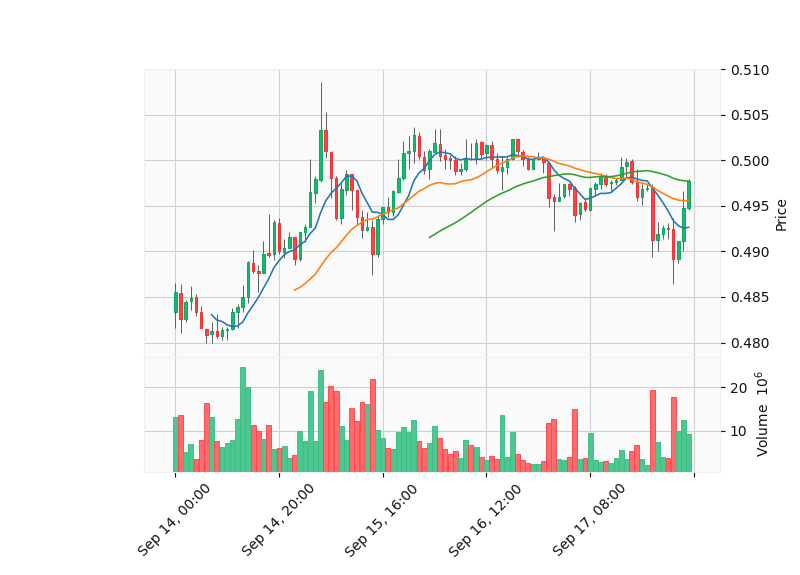 0.510
0.505
0.500
0.495
0.490
0.485
0.480
Price
20
10
Volume 10^6
Sep 14, 00:00
Sep 14, 20:00
Sep 15, 16:00
Sep 16, 12:00
Sep 17, 08:00